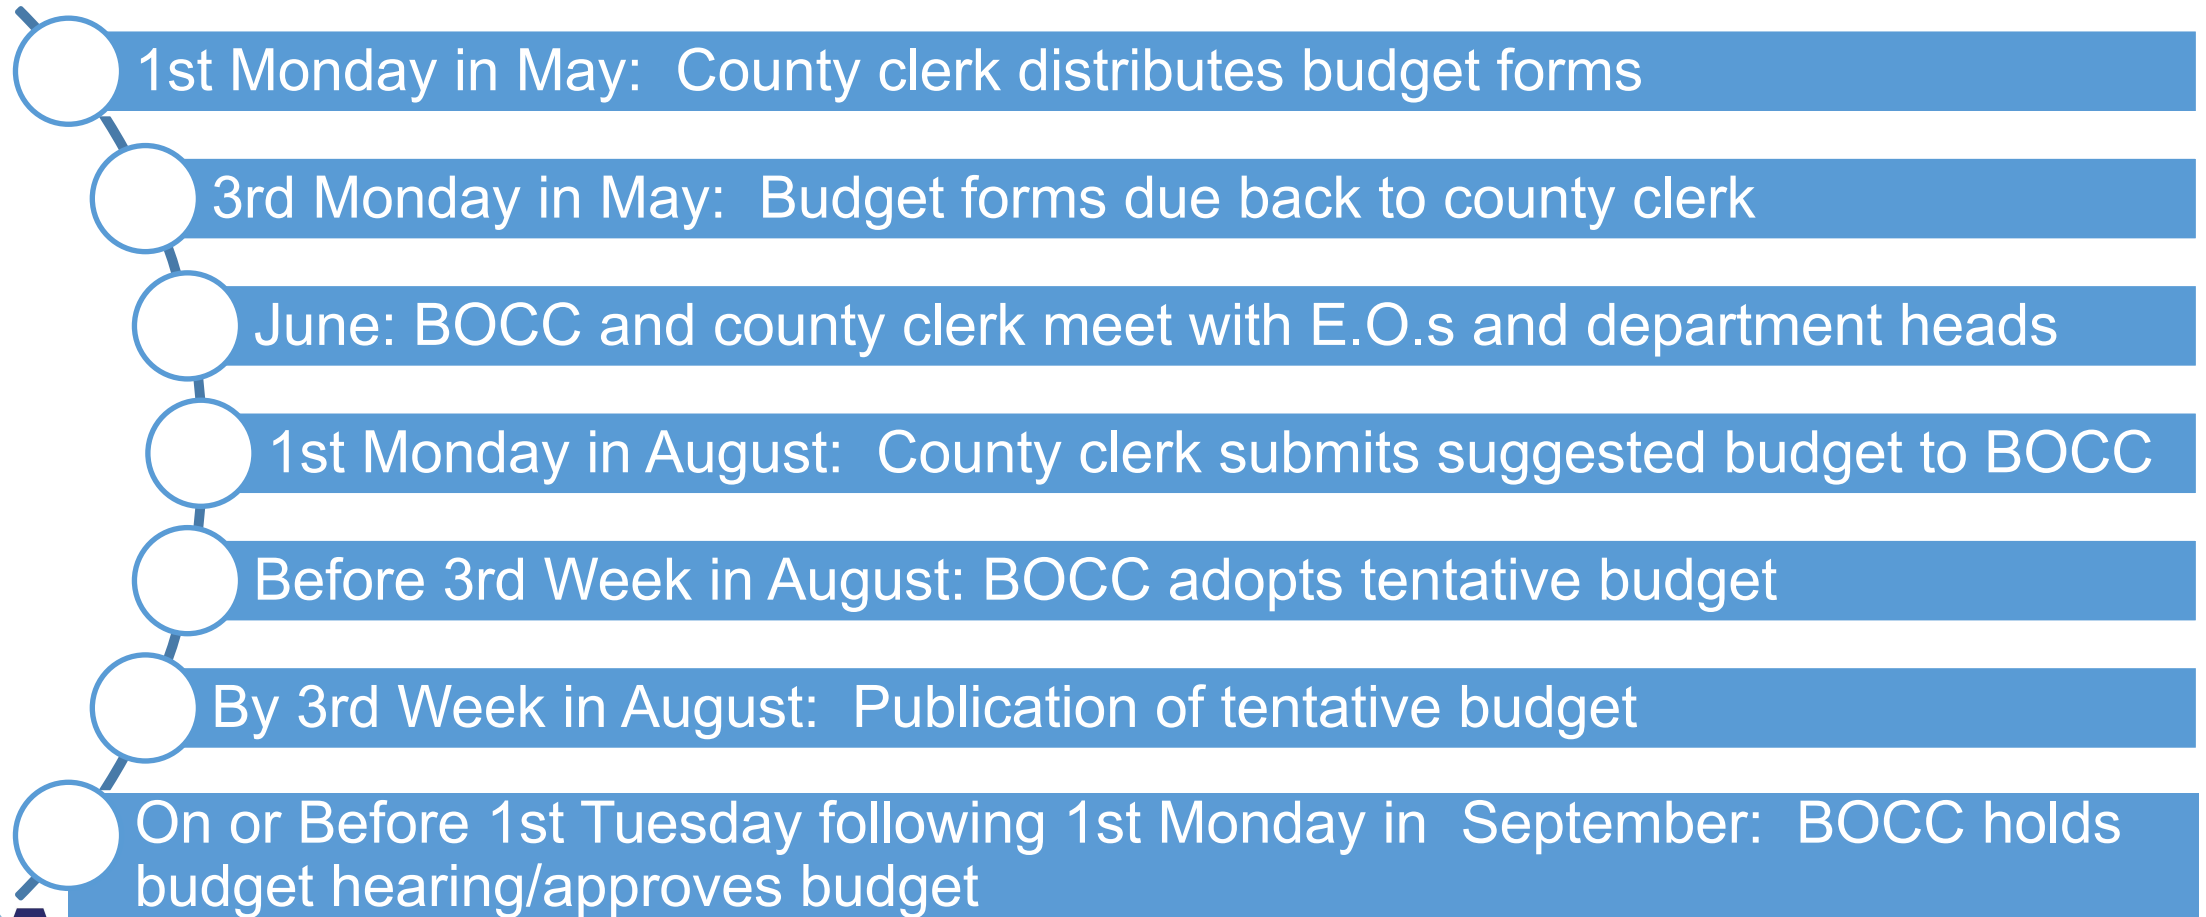 1st Monday in May:  County clerk distributes budget forms
3rd Monday in May:  Budget forms due back to county clerk
June: BOCC and county clerk meet with E.O.s and department heads
1st Monday in August:  County clerk submits suggested budget to BOCC
Before 3rd Week in August: BOCC adopts tentative budget
By 3rd Week in August:  Publication of tentative budget
On or Before 1st Tuesday following 1st Monday in  September:  BOCC holds
budget hearing/approves budget